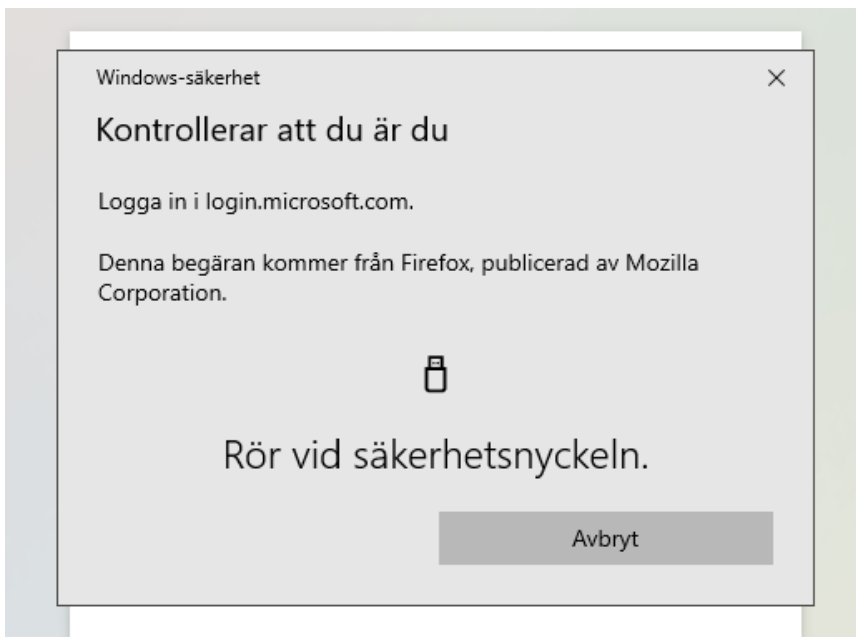 Windows-säkerhet
Kontrollerar att du är du
Logga in i login.microsoft.com.
Denna begäran kommer från Firefox, publicerad av Mozilla
Corporation.
Rör vid säkerhetsnyckeln.
Avbryt